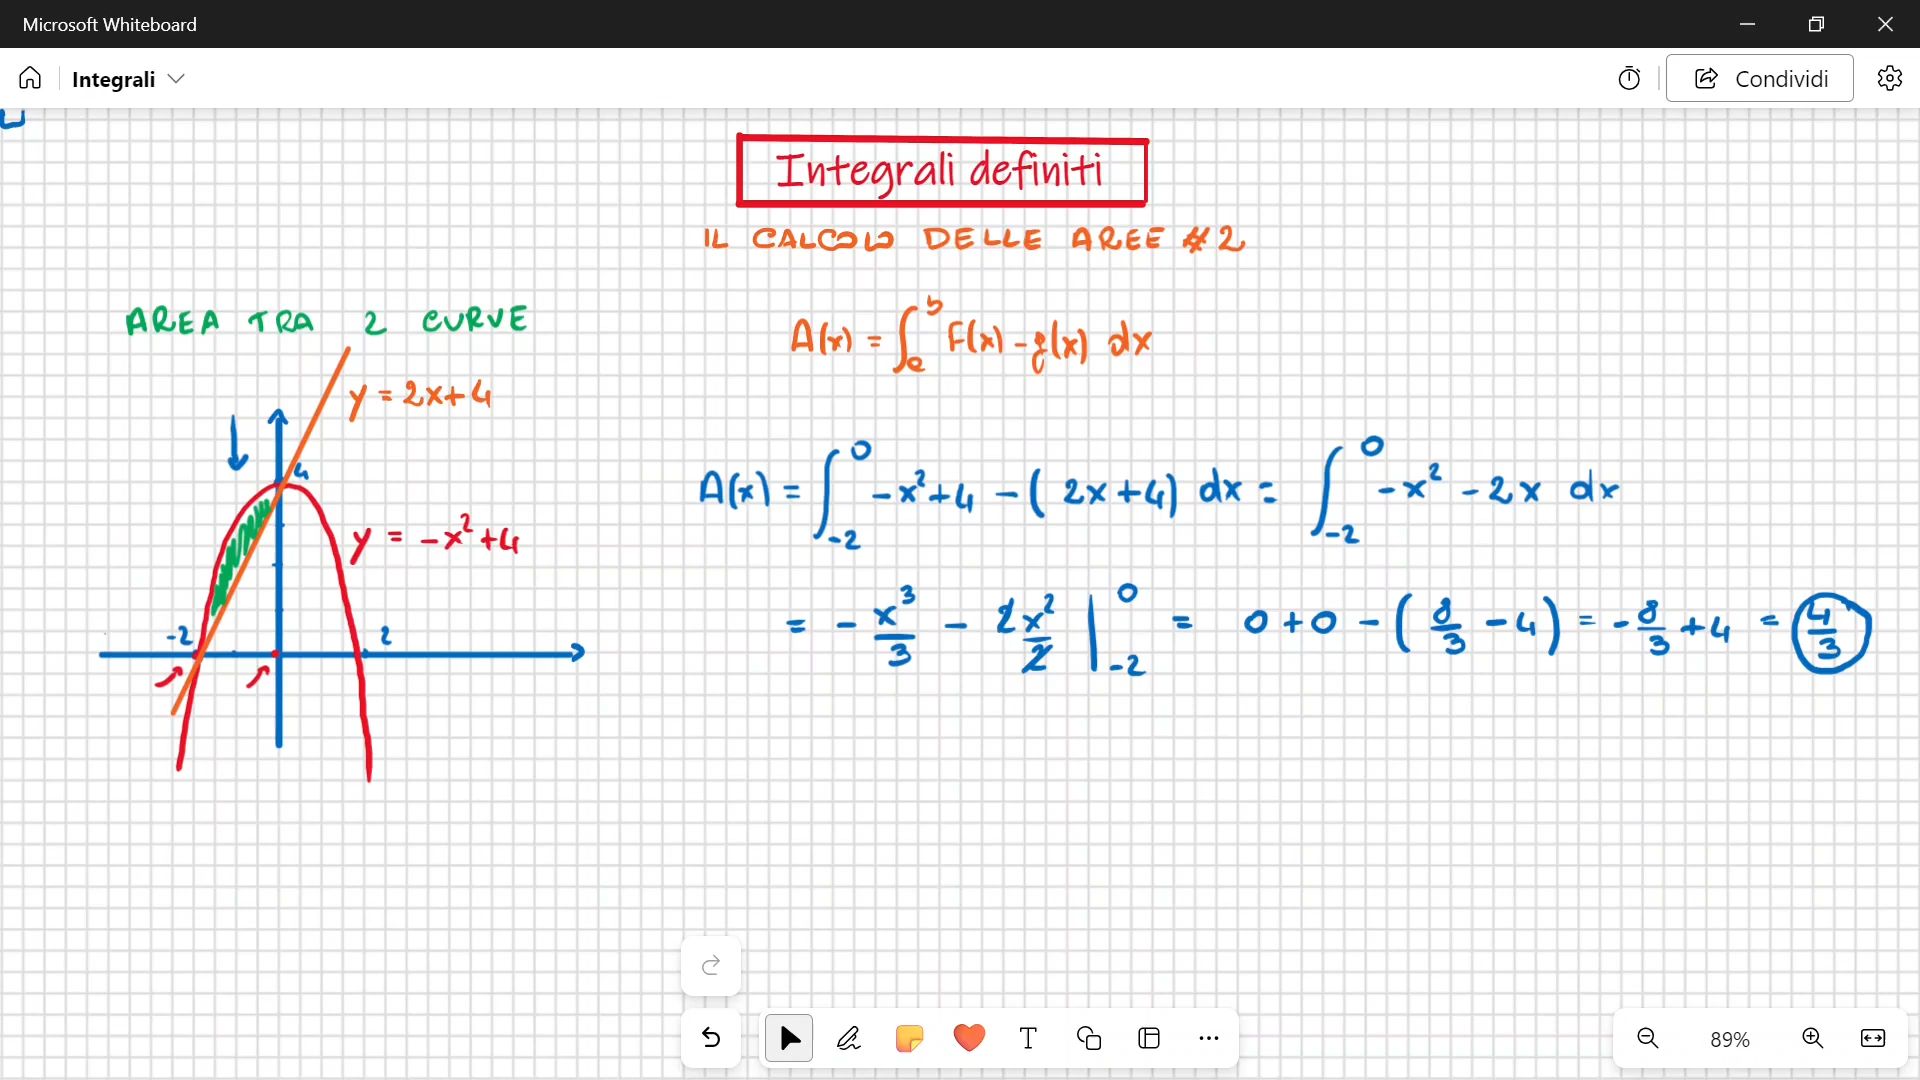 Microsoft Whiteboard
Integrali
Condividi
Integrali definiti
IL CALCOLO DELLE AREE #2
AREA TRA 2 CURVE
A(x) = ∫_a^b F(x) - g(x) dx
y = 2x+4
4
A(x) = ∫_-2^0 -x²+4 - (2x+4) dx = ∫_-2^0 -x² - 2x dx
y = -x²+4
= - x³/3 - 2x²/2 |_-2^0 = 0+0 - (8/3 - 4) = -8/3 + 4 = 4/3
-2 2
89%